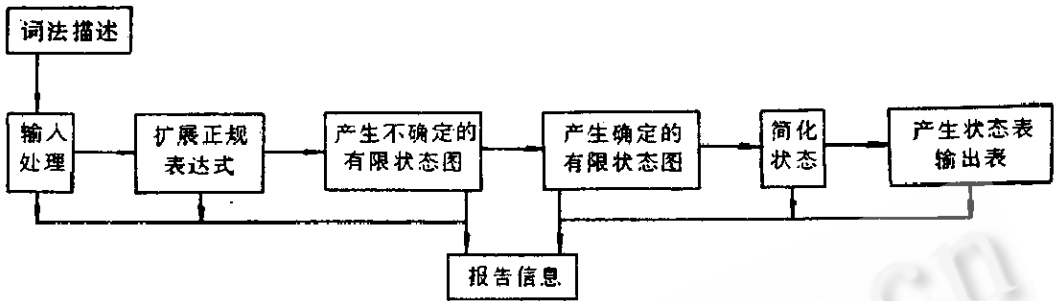 词法描述
输入
处理
扩展正规
表达式
产生不确定的
有限状态图
产生确定的
有限状态图
简化
状态
产生状态表
输出表
报告信息
cn